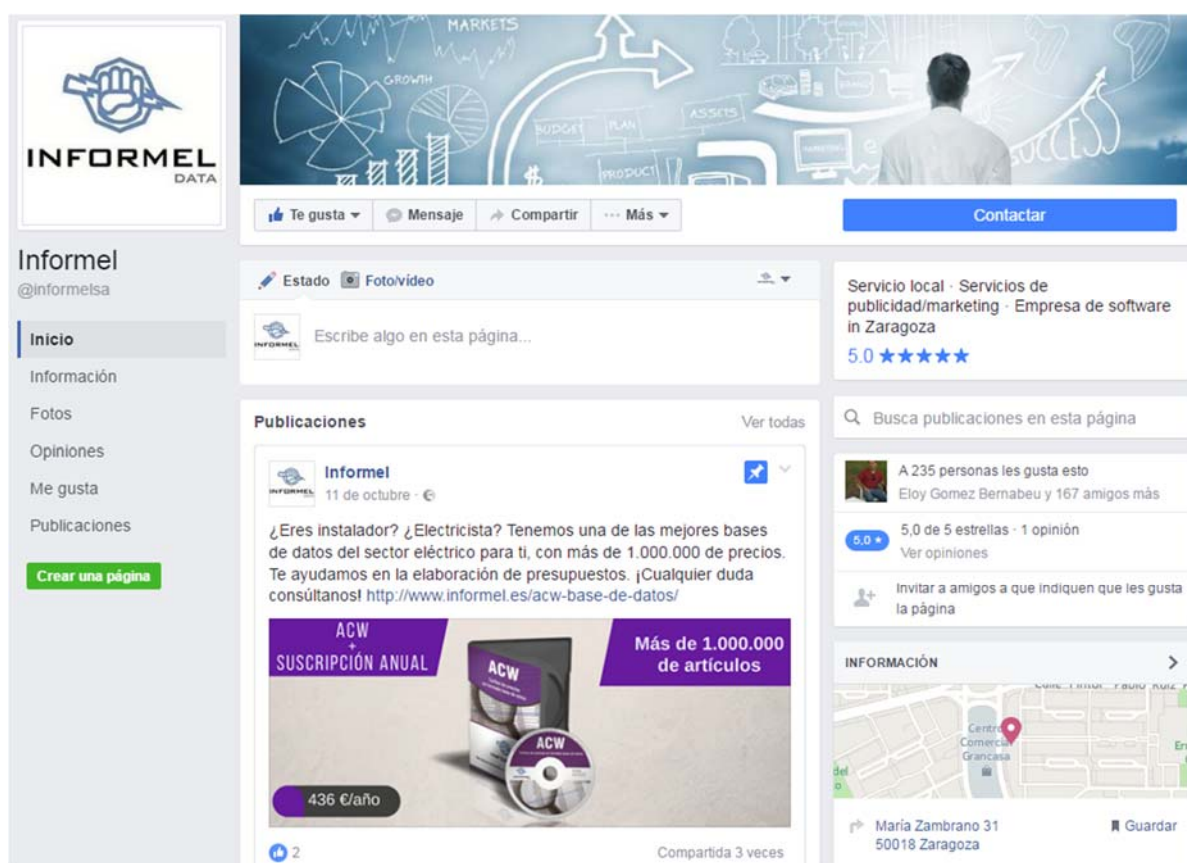 INFORMEL
DATA
MARKETS
GROWTH
BUDGET
PLAN
ASSETS
PRODUCT
$
SUCCESS
Te gusta
Mensaje
Compartir
··· Más
Contactar
Informel
@informelsa
Inicio
Información
Fotos
Opiniones
Me gusta
Publicaciones
Crear una página
Estado
Foto/vídeo
INFORMEL
Escribe algo en esta página...
Publicaciones
Ver todas
INFORMEL
Informel
11 de octubre ·
¿Eres instalador? ¿Electricista? Tenemos una de las mejores bases
de datos del sector eléctrico para ti, con más de 1.000.000 de precios.
Te ayudamos en la elaboración de presupuestos. ¡Cualquier duda
consúltanos! http://www.informel.es/acw-base-de-datos/
ACW
+
SUSCRIPCIÓN ANUAL
Más de 1.000.000
de artículos
ACW
ACW
436 €/año
2
Compartida 3 veces
Servicio local · Servicios de
publicidad/marketing · Empresa de software
in Zaragoza
5.0 ★★★★★
Busca publicaciones en esta página
A 235 personas les gusta esto
Eloy Gomez Bernabeu y 167 amigos más
5,0 ★
5,0 de 5 estrellas · 1 opinión
Ver opiniones
Invitar a amigos a que indiquen que les gusta
la página
INFORMACIÓN
Centro
Comercial
Grancasa
María Zambrano 31
50018 Zaragoza
Guardar